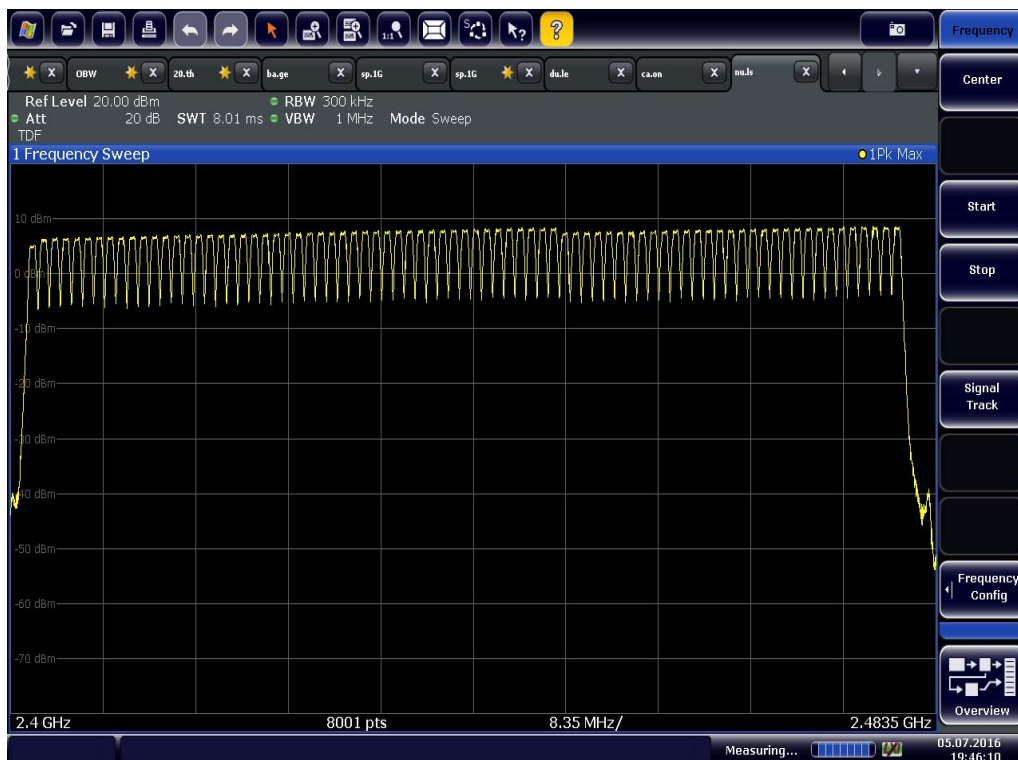 1:1
S
?
?
Frequency
X OBW X 20.th X ba.ge X sp.1G X sp.1G X du.le X ca.on X nu.ls X
Ref Level 20.00 dBm RBW 300 kHz
Att 20 dB SWT 8.01 ms VBW 1 MHz Mode Sweep
TDF
1 Frequency Sweep 1Pk Max
10 dBm
0 dBm
-10 dBm
-20 dBm
-30 dBm
-40 dBm
-50 dBm
-60 dBm
-70 dBm
2.4 GHz 8001 pts 8.35 MHz/ 2.4835 GHz
Center
Start
Stop
Signal
Track
Frequency
Config
Overview
Measuring...
05.07.2016
19:46:10